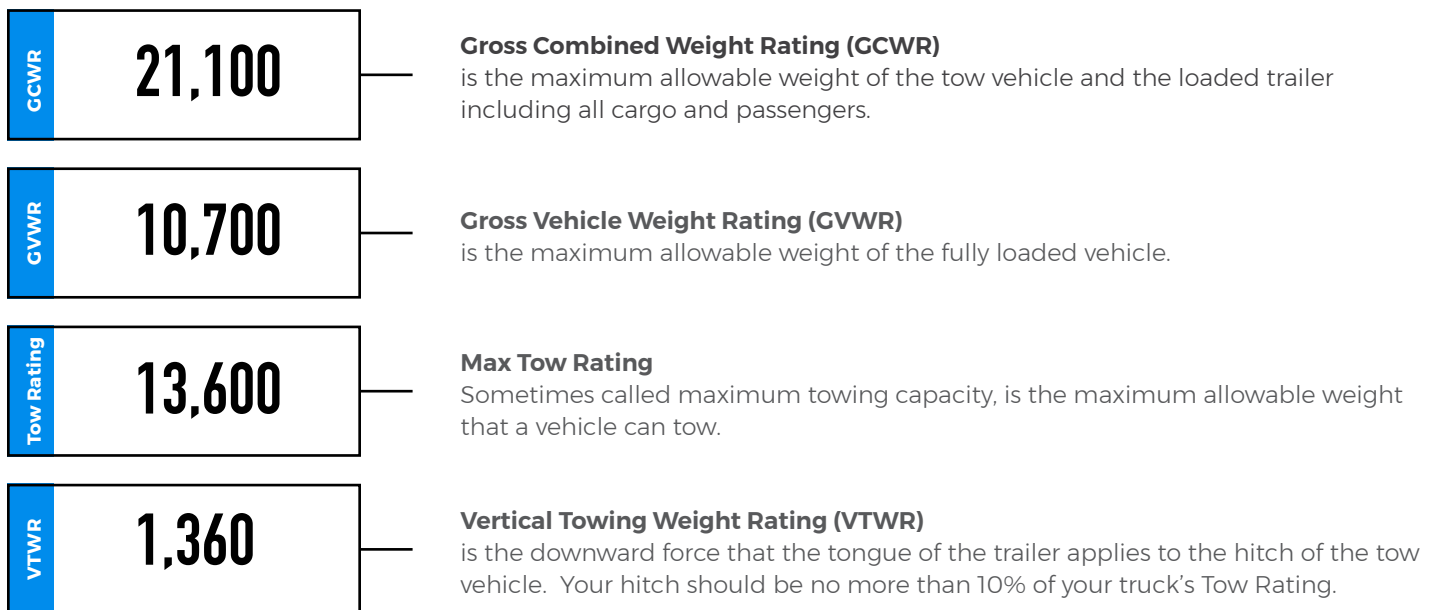 GCWR
21,100
Gross Combined Weight Rating (GCWR)
is the maximum allowable weight of the tow vehicle and the loaded trailer
including all cargo and passengers.
GVWR
10,700
Gross Vehicle Weight Rating (GVWR)
is the maximum allowable weight of the fully loaded vehicle.
Tow Rating
13,600
Max Tow Rating
Sometimes called maximum towing capacity, is the maximum allowable weight
that a vehicle can tow.
VTWR
1,360
Vertical Towing Weight Rating (VTWR)
is the downward force that the tongue of the trailer applies to the hitch of the tow
vehicle.  Your hitch should be no more than 10% of your truck’s Tow Rating.